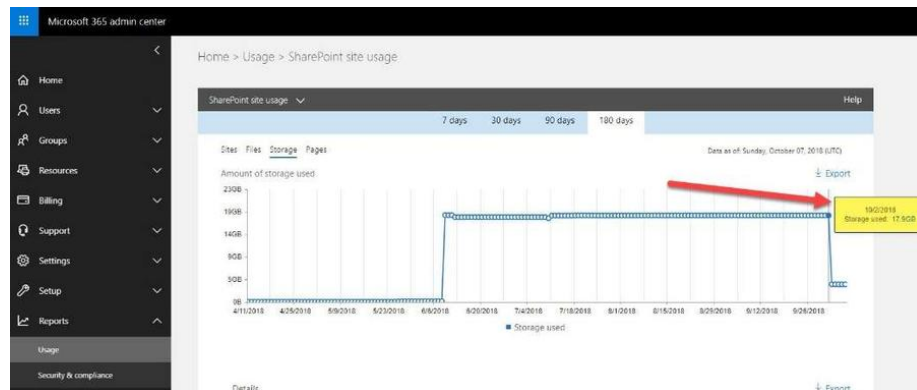 Microsoft 365 admin center
Home > Usage > SharePoint site usage
Home
Users
Groups
Resources
Billing
Support
Settings
Setup
Reports
Usage
Security & compliance
SharePoint site usage
Help
7 days 30 days 90 days 180 days
Sites Files Storage Pages
Data as of: Sunday, October 07, 2018 (UTC)
Amount of storage used
Export
23GB
19GB
14GB
9GB
5GB
0B
4/11/2018 4/25/2018 5/9/2018 5/23/2018 6/6/2018 6/20/2018 7/4/2018 7/18/2018 8/1/2018 8/15/2018 8/29/2018 9/12/2018 9/26/2018
Storage used
10/2/2018
Storage used: 17.9GB
Details
Export